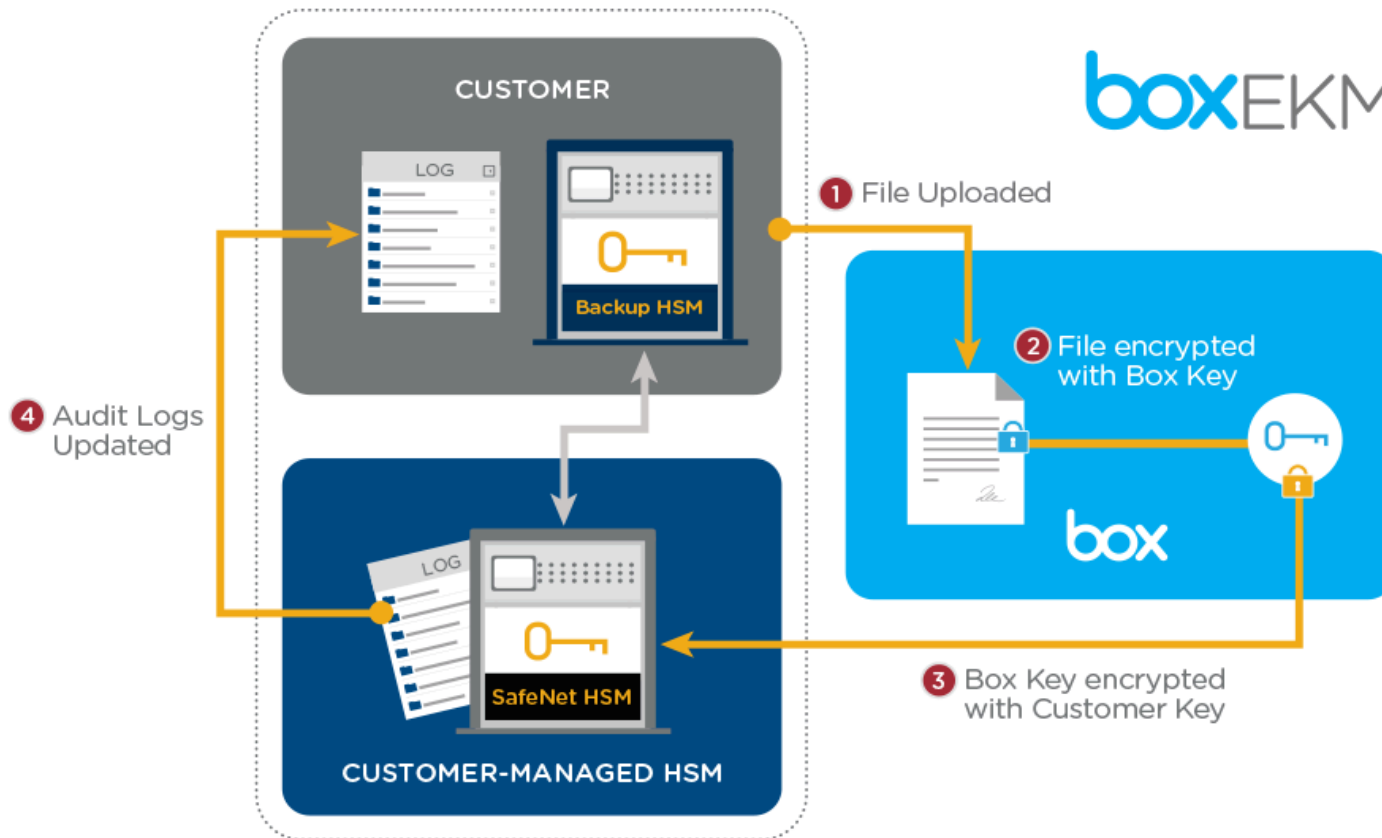 CUSTOMER
boxEKM
LOG
Backup HSM
1 File Uploaded
2 File encrypted
with Box Key
4 Audit Logs
Updated
box
LOG
SafeNet HSM
3 Box Key encrypted
with Customer Key
CUSTOMER-MANAGED HSM